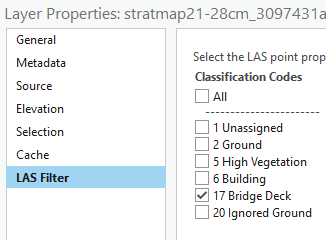 Layer Properties: stratmap21-28cm_3097431a
General
Metadata
Source
Elevation
Selection
Cache
LAS Filter
Select the LAS point prop
Classification Codes
All
--------------------
1 Unassigned
2 Ground
5 High Vegetation
6 Building
17 Bridge Deck
20 Ignored Ground